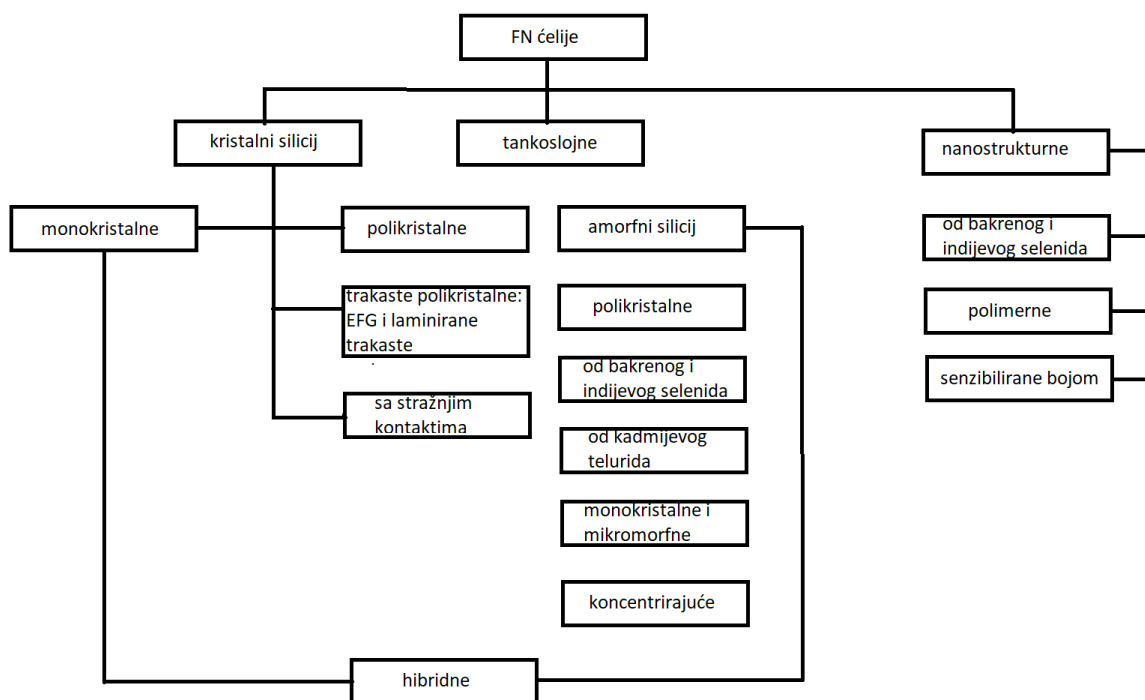 FN ćelije
kristalni silicij
tankoslojne
nanostrukturne
monokristalne
polikristalne
trakaste polikristalne:
EFG i laminirane
trakaste
sa stražnjim
kontaktima
amorfni silicij
polikristalne
od bakrenog i
indijevog selenida
od kadmijevog
telurida
monokristalne i
mikromorfne
koncentrirajuće
od bakrenog i
indijevog selenida
polimerne
senzibilirane bojom
hibridne